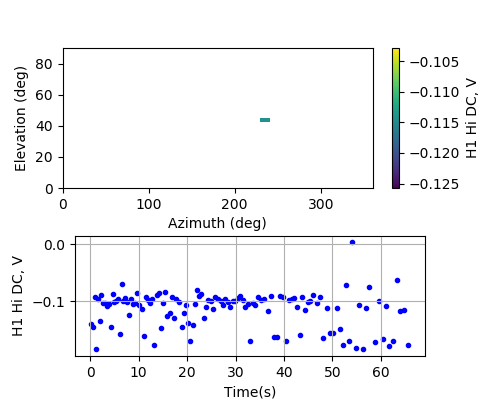 80
60
40
20
0
Elevation (deg)
0 100 200 300
Azimuth (deg)
−0.105
−0.110
−0.115
−0.120
−0.125
H1 Hi DC, V
0.0
−0.1
H1 Hi DC, V
0 10 20 30 40 50 60
Time(s)